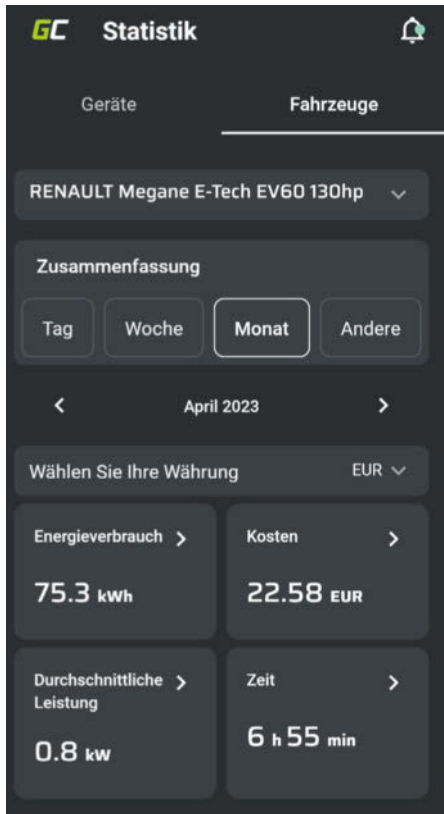 GC Statistik
Geräte Fahrzeuge
RENAULT Megane E-Tech EV60 130hp
Zusammenfassung
Tag Woche Monat Andere
April 2023
Wählen Sie Ihre Währung EUR
Energieverbrauch
75.3 kWh
Kosten
22.58 EUR
Durchschnittliche
Leistung
0.8 kW
Zeit
6 h 55 min